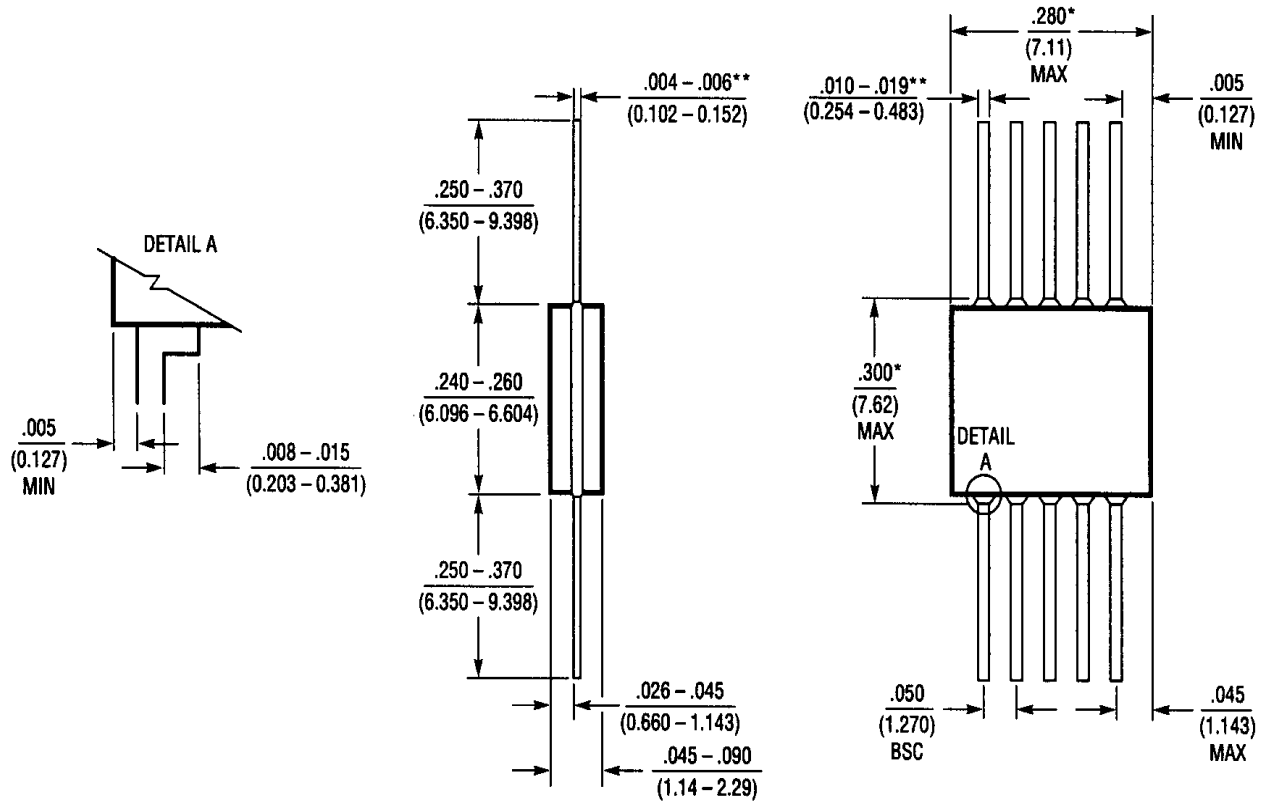 .280*
(7.11)
MAX
.004 – .006**
(0.102 – 0.152)
.010 – .019**
(0.254 – 0.483)
.005
(0.127)
MIN
.250 – .370
(6.350 – 9.398)
DETAIL A
.240 – .260
(6.096 – 6.604)
.300*
(7.62)
MAX
DETAIL
A
.005
(0.127)
MIN
.008 – .015
(0.203 – 0.381)
.250 – .370
(6.350 – 9.398)
.026 – .045
(0.660 – 1.143)
.045 – .090
(1.14 – 2.29)
.050
(1.270)
BSC
.045
(1.143)
MAX